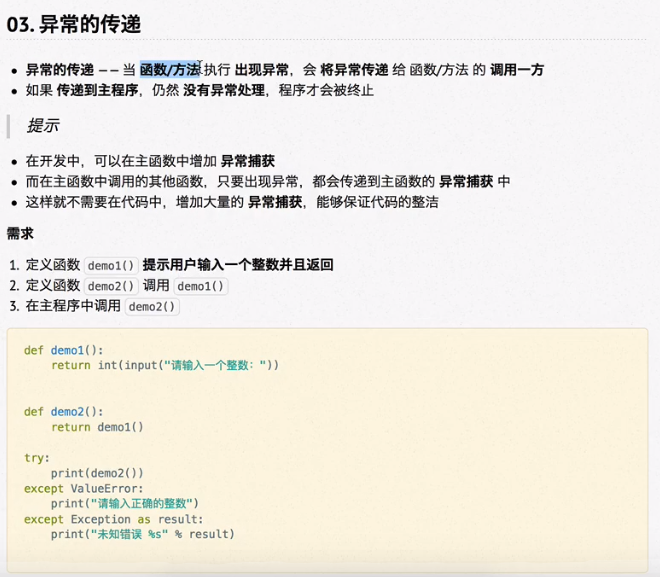 03. 异常的传递
• 异常的传递 —— 当 函数/方法 执行 出现异常，会 将异常传递 给 函数/方法 的 调用一方
• 如果 传递到主程序，仍然 没有异常处理，程序才会被终止
提示
• 在开发中，可以在主函数中增加 异常捕获
• 而在主函数中调用的其他函数，只要出现异常，都会传递到主函数的 异常捕获 中
• 这样就不需要在代码中，增加大量的 异常捕获，能够保证代码的整洁
需求
1. 定义函数 demo1() 提示用户输入一个整数并且返回
2. 定义函数 demo2() 调用 demo1()
3. 在主程序中调用 demo2()
def demo1():
    return int(input("请输入一个整数："))
def demo2():
    return demo1()
try:
    print(demo2())
except ValueError:
    print("请输入正确的整数")
except Exception as result:
    print("未知错误 %s" % result)